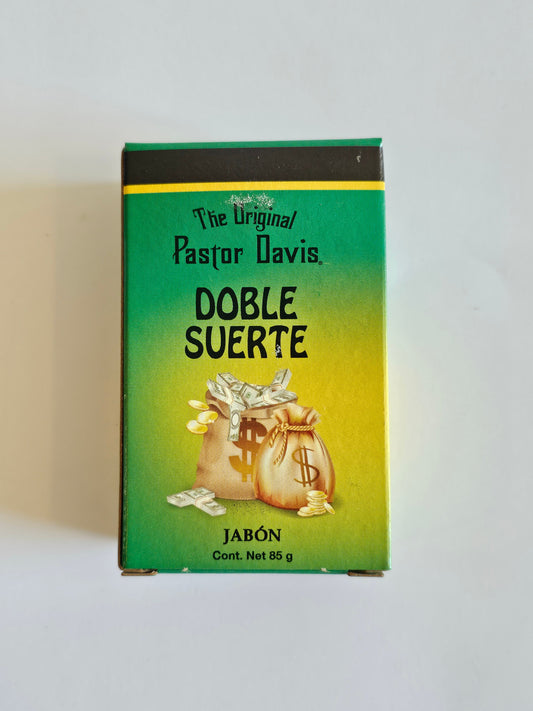 The Original
Pastor Davis®
DOBLE
SUERTE
$
$
JABÓN
Cont. Net 85 g